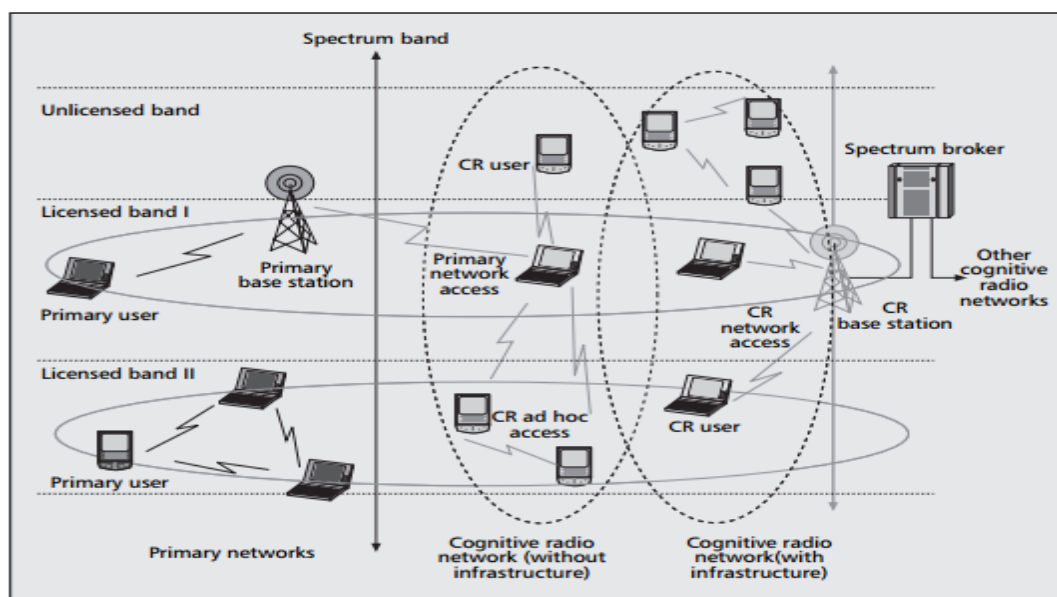 Spectrum band
Unlicensed band
CR user
Spectrum broker
Licensed band I
Primary
base station
Primary
network
access
Primary user
CR
network
access
CR
base station
Other
cognitive
radio
networks
Licensed band II
CR ad hoc
access
CR user
Primary user
Primary networks
Cognitive radio
network (without
infrastructure)
Cognitive radio
network(with
infrastructure)